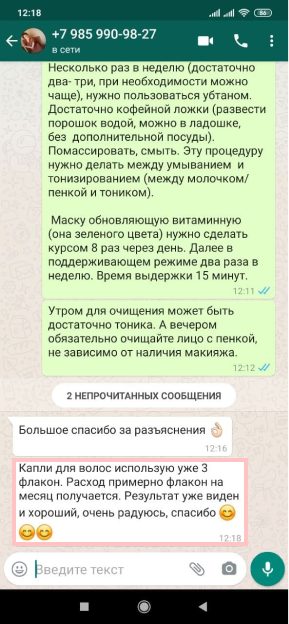 12:18
86
+7 985 990-98-27
в сети
Несколько раз в неделю (достаточно
два- три, при необходимости можно
чаще), нужно пользоваться убтаном.
Достаточно кофейной ложки (развести
порошок водой, можно в ладошке,
без дополнительной посуды).
Помассировать, смыть. Эту процедуру
нужно делать между умыванием и
тонизированием (между молочком/
пенкой и тоником).
Маску обновляющую витаминную
(она зеленого цвета) нужно сделать
курсом 8 раз через день. Далее в
поддерживающем режиме два раза в
неделю. Время выдержки 15 минут.
12:11
Утром для очищения может быть
достаточно тоника. А вечером
обязательно очищайте лицо с пенкой,
не зависимо от наличия макияжа.
12:12
2 НЕПРОЧИТАННЫХ СООБЩЕНИЯ
Большое спасибо за разъяснения 👌🏻
12:16
Капли для волос использую уже 3
флакон. Расход примерно флакон на
месяц получается. Результат уже виден
и хороший, очень радуюсь, спасибо 😊
😊😊
12:18
Введите текст